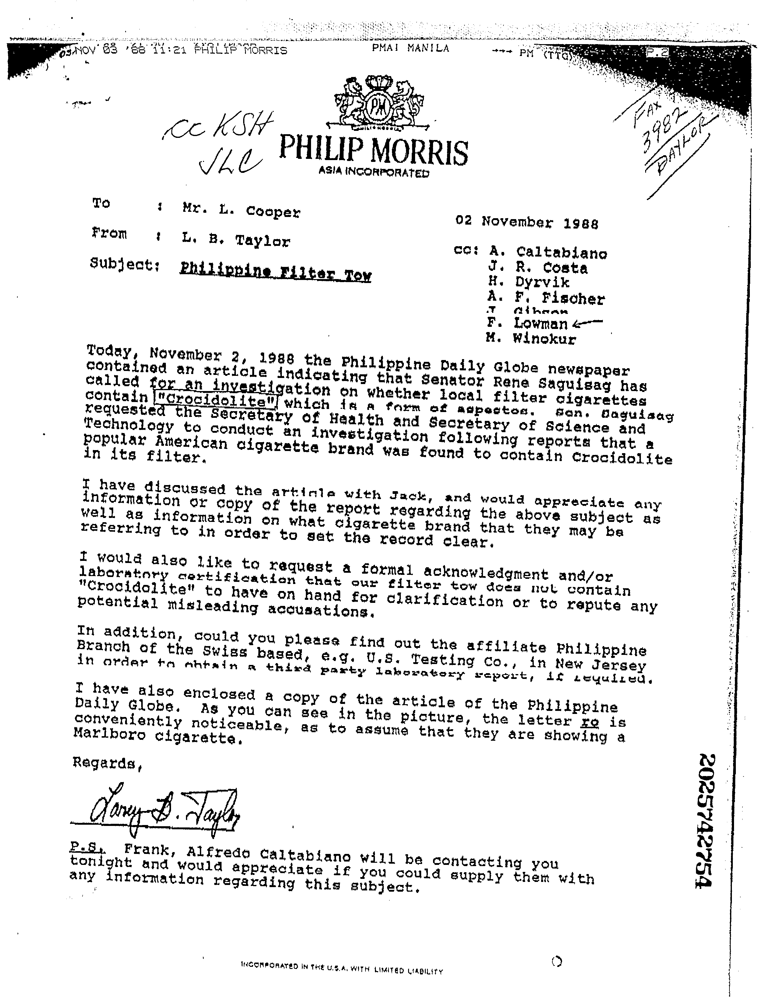 NOV 03 '88 11:21 PHILIP MORRIS PMAI MANILA PM (TTG) P.2
FAX
3982
TAYLOR
cc KSH
JLC
PM
PHILIP MORRIS
ASIA INCORPORATED
To : Mr. L. Cooper
02 November 1988
From : L. B. Taylor
cc: A. Caltabiano
J. R. Costa
Subject: Philippine Filter Tow
H. Dyrvik
A. F. Fischer
J. Gibson
F. Lowman
M. Winokur
Today, November 2, 1988 the Philippine Daily Globe newspaper
contained an article indicating that Senator Rene Saguisag has
called for an investigation on whether local filter cigarettes
contain "Crocidolite" which is a form of aspestos. Sen. Saguisag
requested the Secretary of Health and Secretary of Science and
Technology to conduct an investigation following reports that a
popular American cigarette brand was found to contain Crocidolite
in its filter.
I have discussed the article with Jack, and would appreciate any
information or copy of the report regarding the above subject as
well as information on what cigarette brand that they may be
referring to in order to set the record clear.
I would also like to request a formal acknowledgment and/or
laboratory certification that our filter tow does not contain
"Crocidolite" to have on hand for clarification or to repute any
potential misleading accusations.
In addition, could you please find out the affiliate Philippine
Branch of the Swiss based, e.g. U.S. Testing Co., in New Jersey
in order to obtain a third party laboratory report, if required.
I have also enclosed a copy of the article of the Philippine
Daily Globe. As you can see in the picture, the letter ro is
conveniently noticeable, as to assume that they are showing a
Marlboro cigarette.
Regards,
Larey B. Taylor
P.S. Frank, Alfredo Caltabiano will be contacting you
tonight and would appreciate if you could supply them with
any information regarding this subject.
2025742754
INCORPORATED IN THE U.S.A. WITH LIMITED LIABILITY